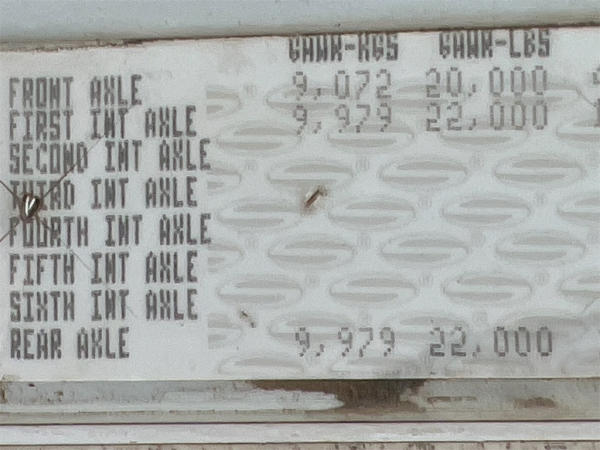 GAWR-KGS GAWR-LBS
FRONT AXLE 9,072 20,000
FIRST INT AXLE 9,979 22,000
SECOND INT AXLE
THIRD INT AXLE
FOURTH INT AXLE
FIFTH INT AXLE
SIXTH INT AXLE
REAR AXLE 9,979 22,000